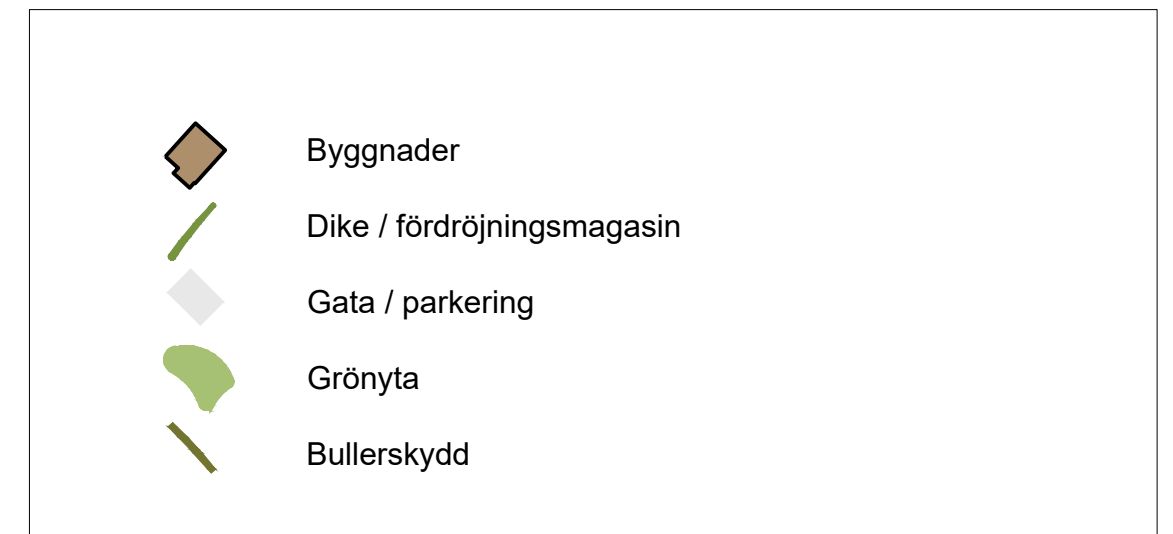 Byggnader
Dike / fördröjningsmagasin
Gata / parkering
Grönyta
Bullerskydd